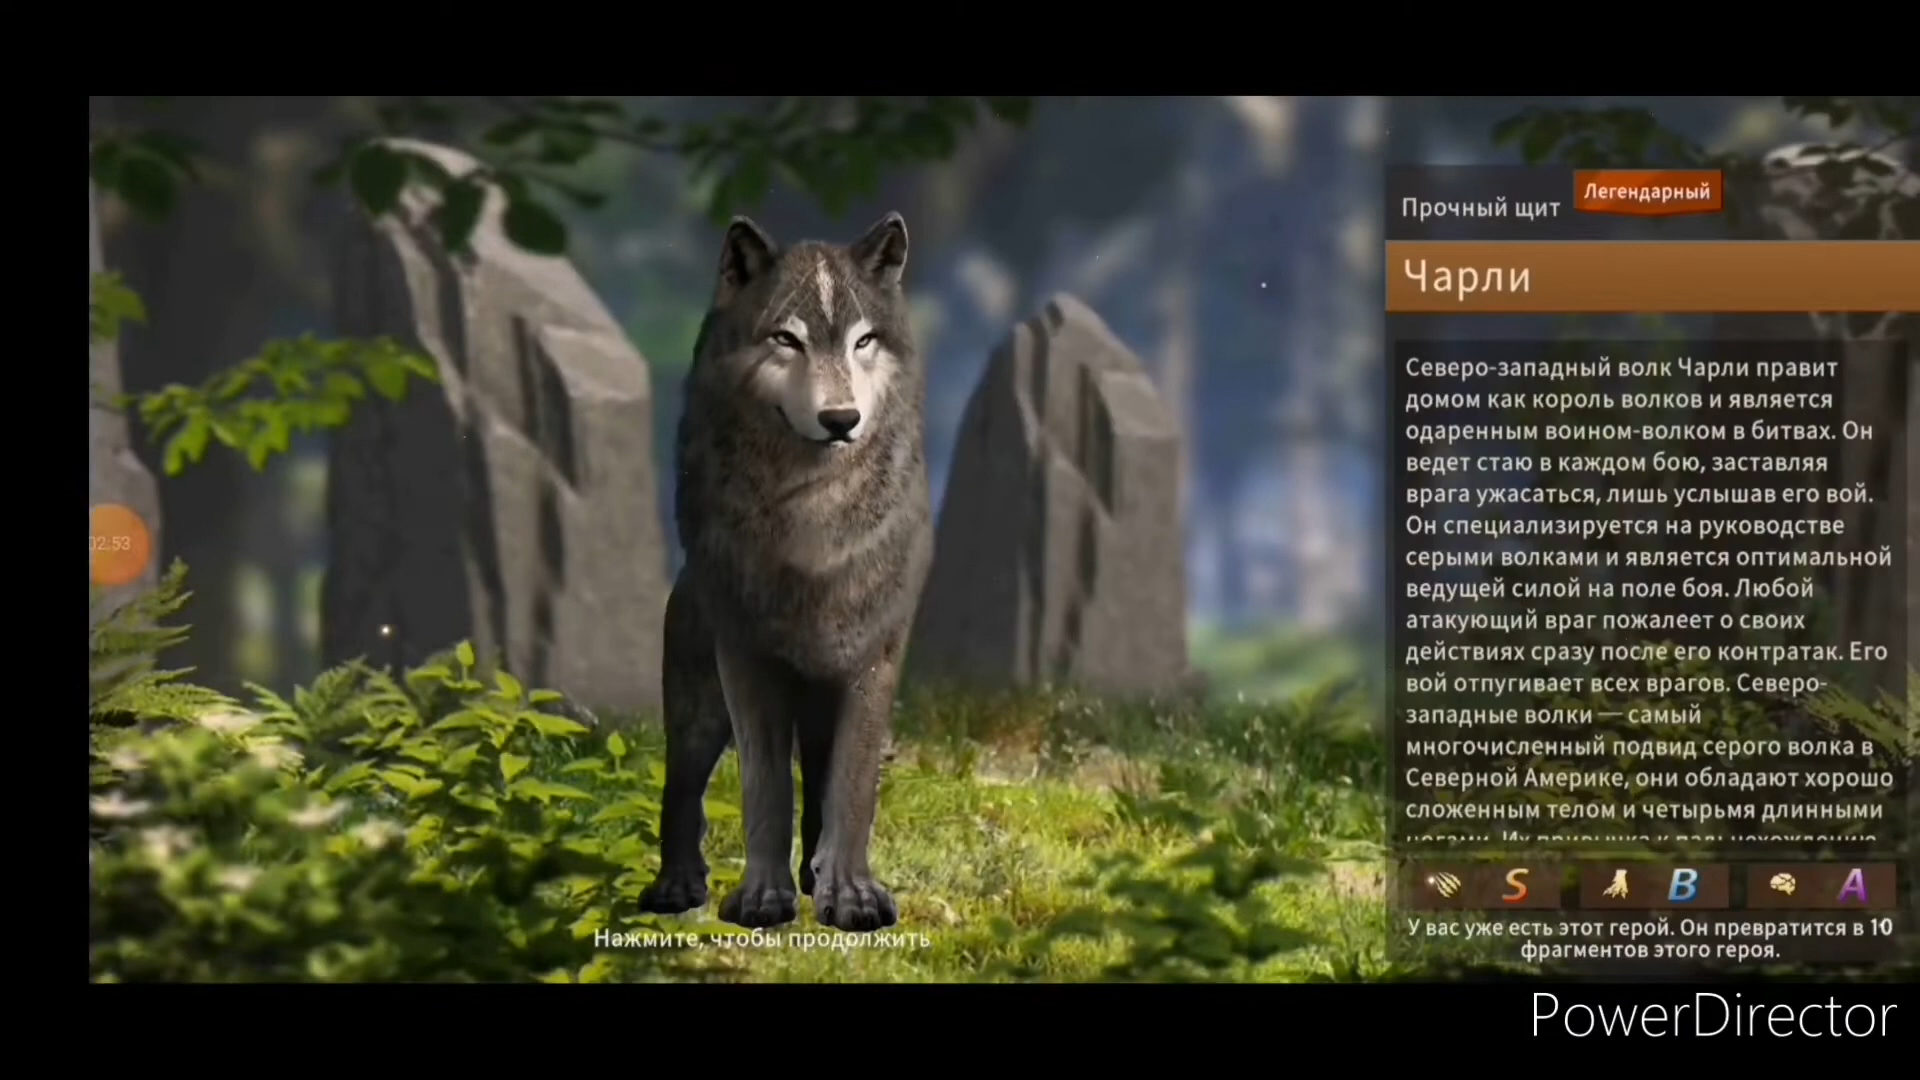 Прочный щит
Легендарный
Чарли
Северо-западный волк Чарли правит
домом как король волков и является
одаренным воином-волком в битвах. Он
ведет стаю в каждом бою, заставляя
врага ужасаться, лишь услышав его вой.
Он специализируется на руководстве
серыми волками и является оптимальной
ведущей силой на поле боя. Любой
атакующий враг пожалеет о своих
действиях сразу после его контратак. Его
вой отпугивает всех врагов. Северо-
западные волки — самый
многочисленный подвид серого волка в
Северной Америке, они обладают хорошо
сложенным телом и четырьмя длинными
S B A
У вас уже есть этот герой. Он превратится в 10
фрагментов этого героя.
02:53
Нажмите, чтобы продолжить
PowerDirector